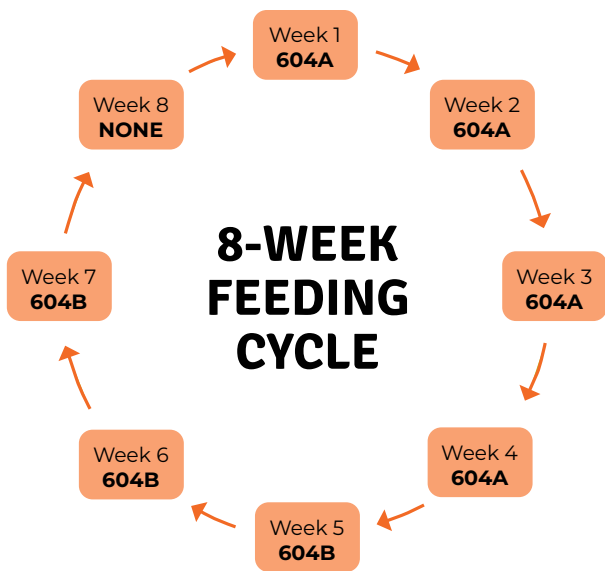 Week 1
604A
Week 2
604A
Week 3
604A
Week 4
604A
Week 5
604B
Week 6
604B
Week 7
604B
Week 8
NONE
8-WEEK
FEEDING
CYCLE